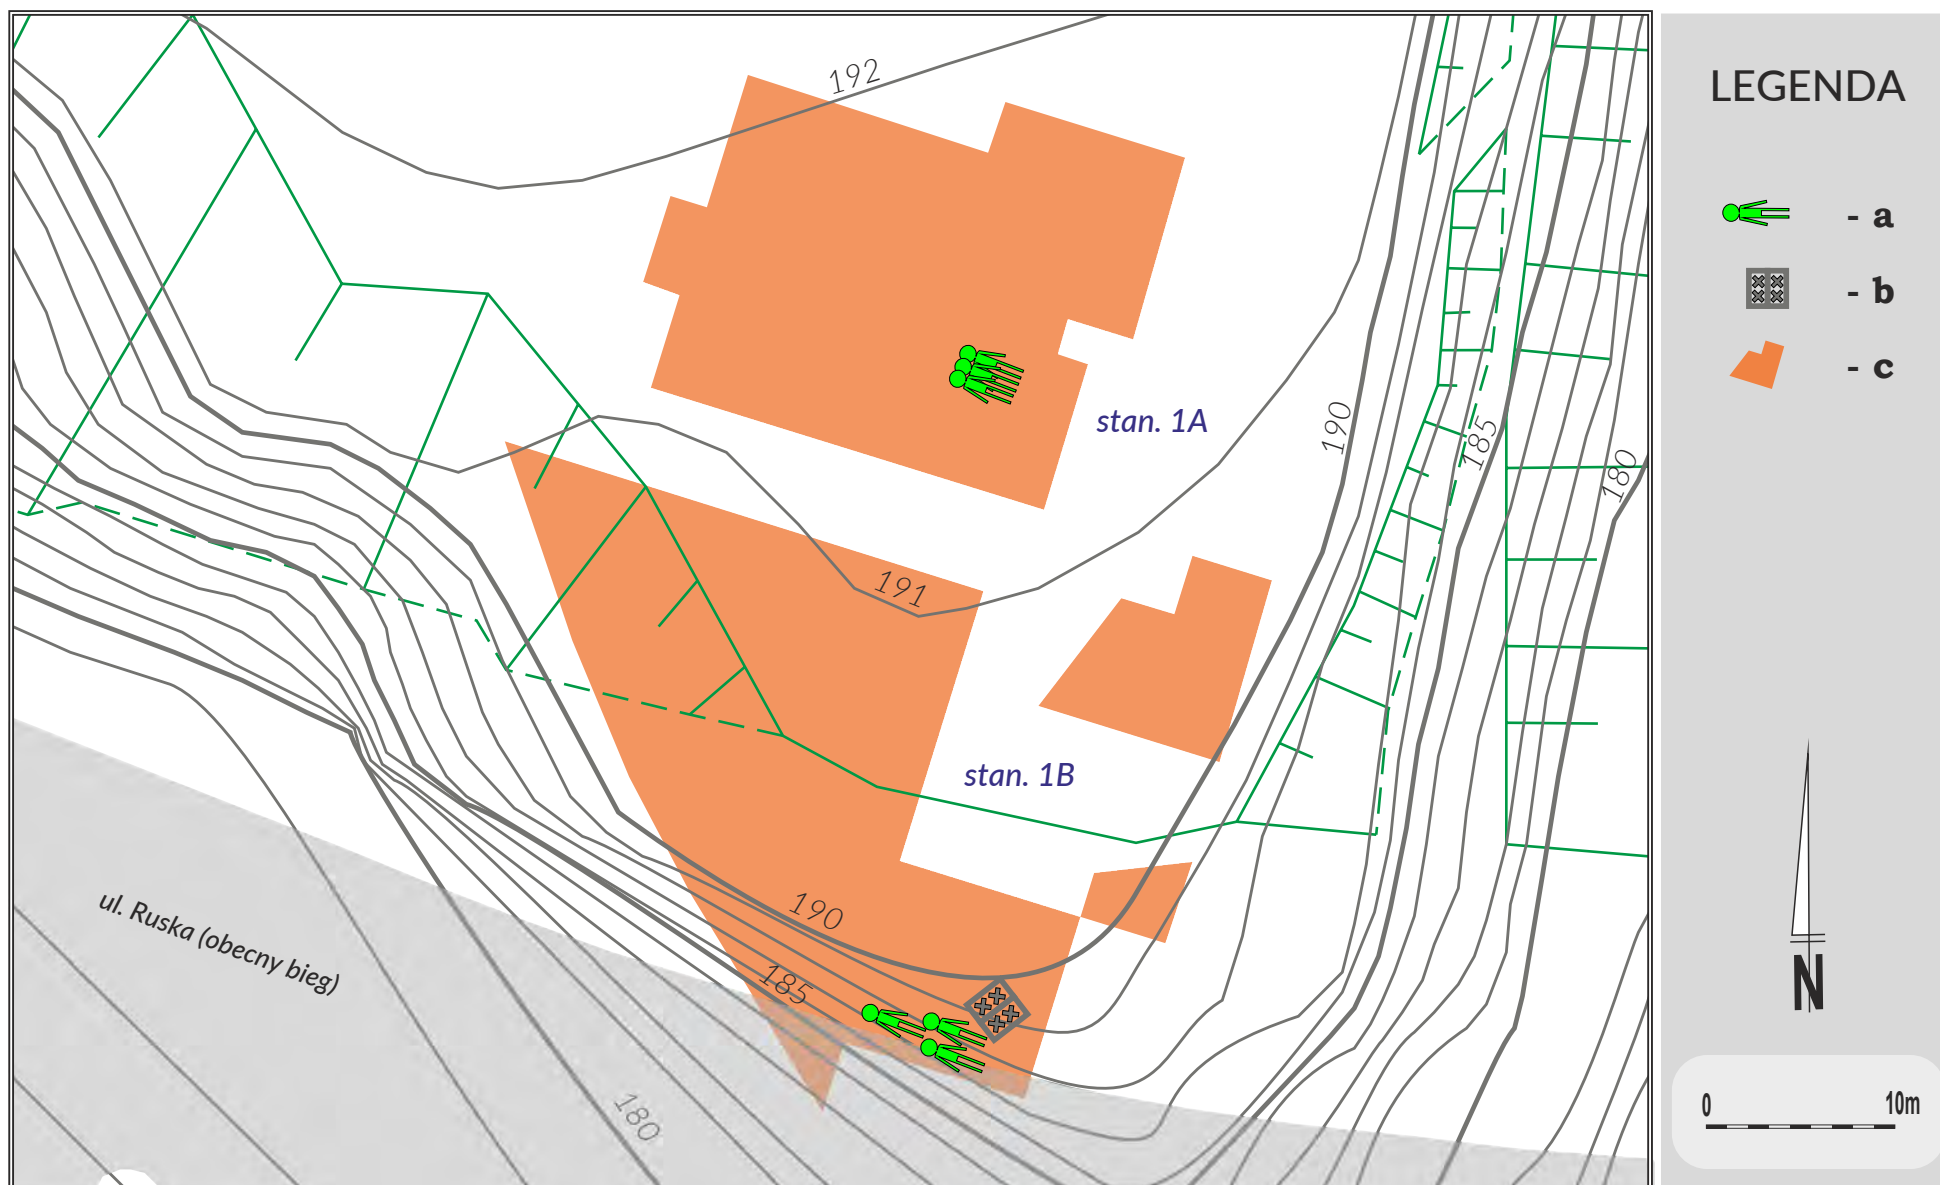 192
LEGENDA
- a
- b
- c
stan. 1A
190
185
180
191
stan. 1B
190
ul. Ruska (obecny bieg)
185
180
N
0 10m